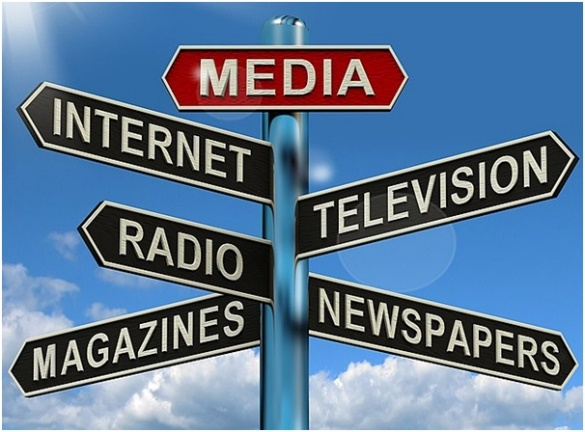 MEDIA
INTERNET
TELEVISION
RADIO
NEWSPAPERS
MAGAZINES